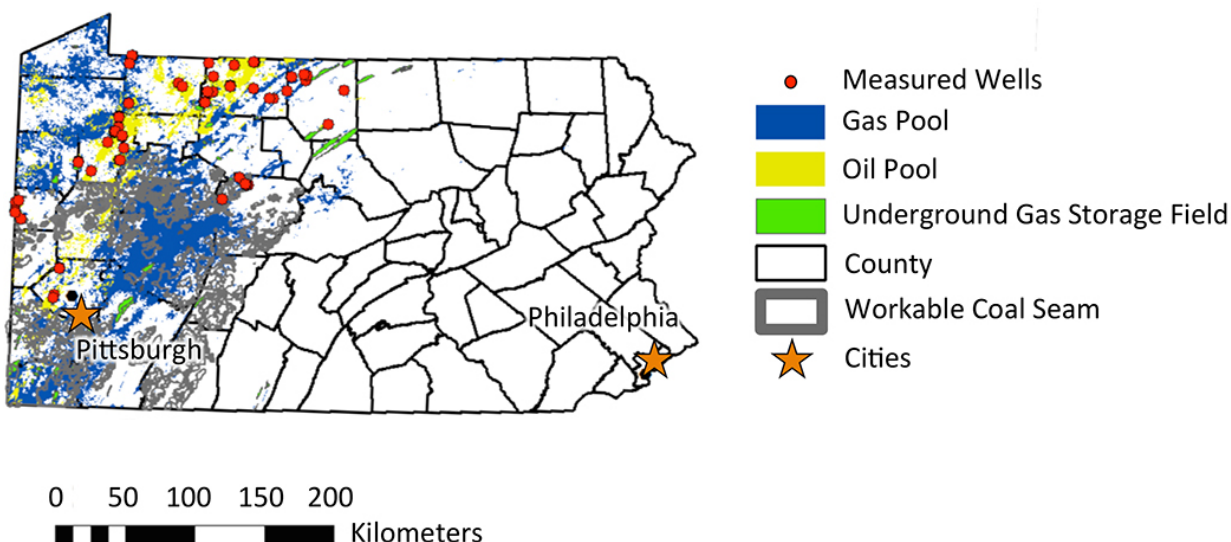 Measured Wells
Gas Pool
Oil Pool
Underground Gas Storage Field
County
Workable Coal Seam
Cities
Philadelphia
Pittsburgh
0 50 100 150 200
Kilometers